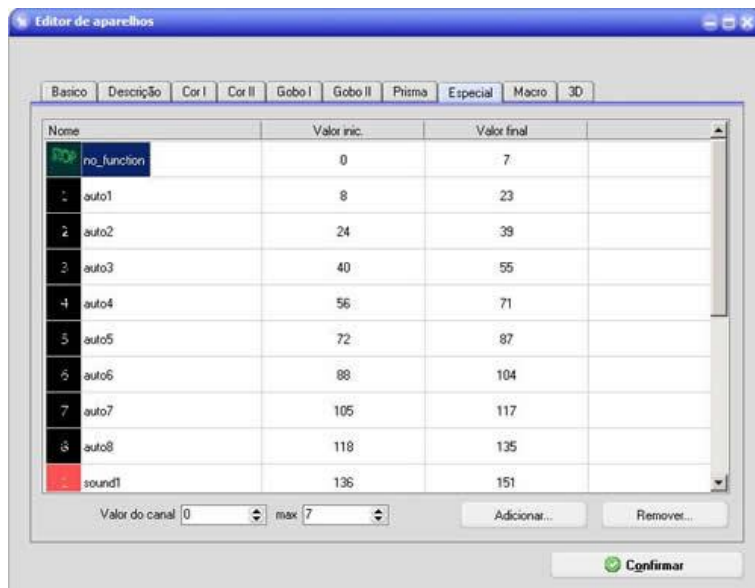 Editor de aparelhos
Basico Descrição Cor I Cor II Gobo I Gobo II Prisma Especial Macro 3D
Nome Valor inic. Valor final
STOP no_function 0 7
1 auto1 8 23
2 auto2 24 39
3 auto3 40 55
4 auto4 56 71
5 auto5 72 87
6 auto6 88 104
7 auto7 105 117
8 auto8 118 135
1 sound1 136 151
Valor do canal 0 max 7 Adicionar... Remover...
Confirmar